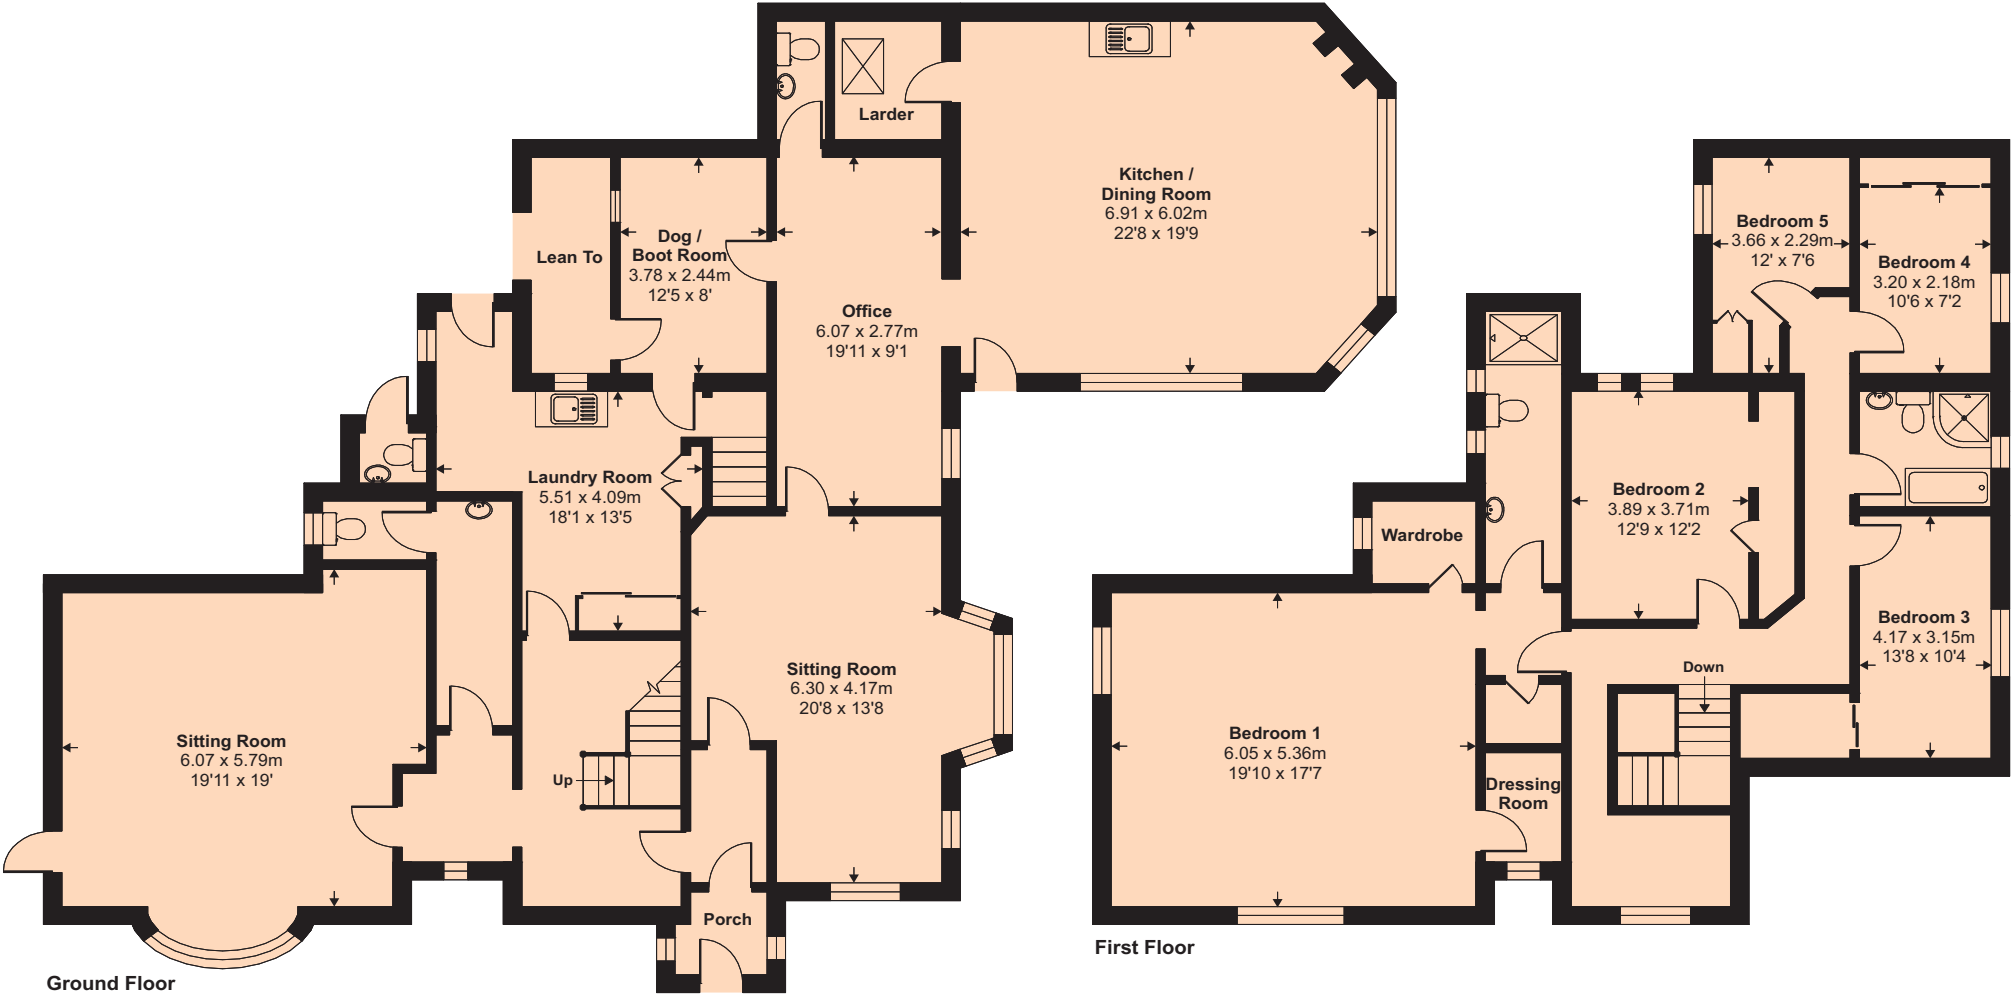 Larder
Kitchen /
Dining Room
6.91 x 6.02m
22'8 x 19'9
Lean To
Dog /
Boot Room
3.78 x 2.44m
12'5 x 8'
Office
6.07 x 2.77m
19'11 x 9'1
Laundry Room
5.51 x 4.09m
18'1 x 13'5
Sitting Room
6.30 x 4.17m
20'8 x 13'8
Sitting Room
6.07 x 5.79m
19'11 x 19'
Up
Porch
Ground Floor
Bedroom 5
3.66 x 2.29m
12' x 7'6
Bedroom 4
3.20 x 2.18m
10'6 x 7'2
Bedroom 2
3.89 x 3.71m
12'9 x 12'2
Wardrobe
Bedroom 3
4.17 x 3.15m
13'8 x 10'4
Down
Bedroom 1
6.05 x 5.36m
19'10 x 17'7
Dressing
Room
First Floor